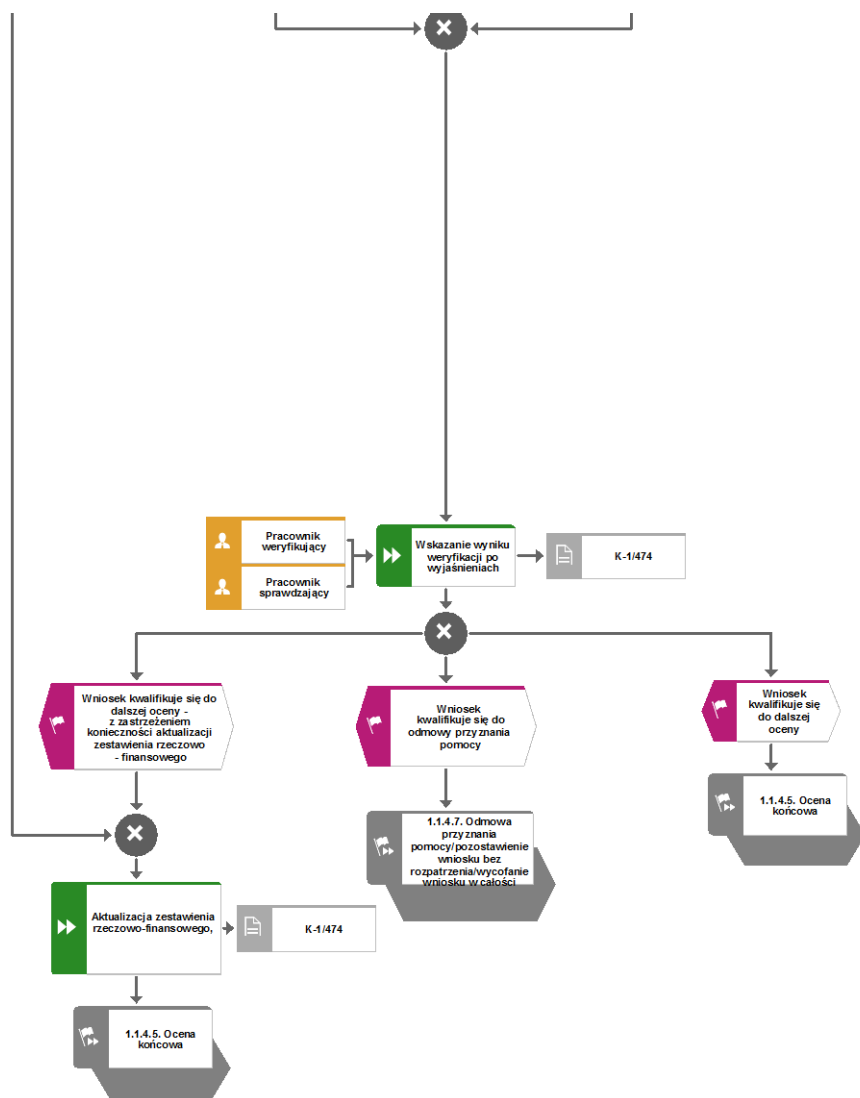 Pracownik
weryfikujący
Pracownik
sprawdzający
Wskazanie wyniku
weryfikacji po
wyjaśnieniach
K-1/474
Wniosek kwalifikuje się do
dalszej oceny -
z zastrzeżeniem
konieczności aktualizacji
zestawienia rzeczowo
- finansowego
Wniosek
kwalifikuje się do
odmowy przyznania
pomocy
Wniosek
kwalifikuje się
do dalszej
oceny
1.1.4.7. Odmowa
przyznania
pomocy/pozostawienie
wniosku bez
rozpatrzenia/wycofanie
wniosku w całości
1.1.4.5. Ocena
końcowa
Aktualizacja zestawienia
rzeczowo-finansowego,
K-1/474
1.1.4.5. Ocena
końcowa